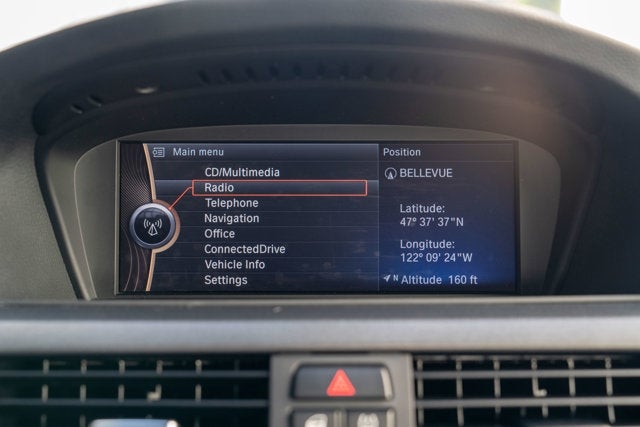 Main menu
CD/Multimedia
Radio
Telephone
Navigation
Office
ConnectedDrive
Vehicle Info
Settings
Position
BELLEVUE
Latitude:
47° 37' 37"N
Longitude:
122° 09' 24"W
N Altitude 160 ft